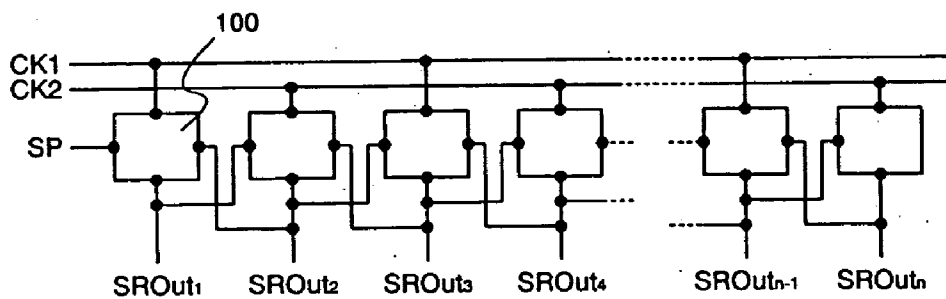 100
CK1
CK2
SP
SROut1 SROut2 SROut3 SROut4 SROutn-1 SROutn